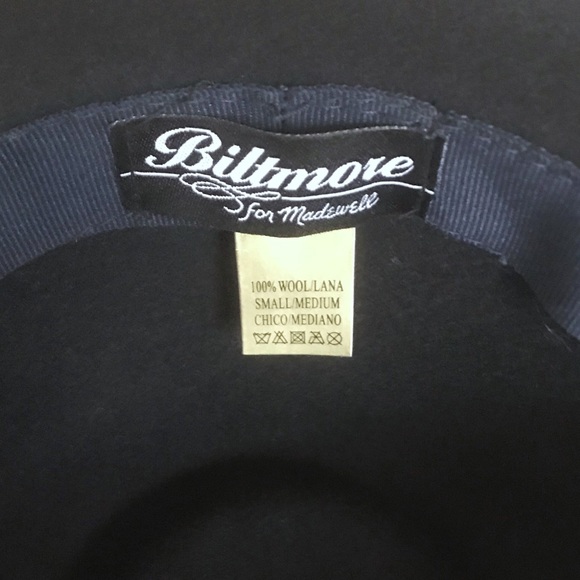 Biltmore
for Madewell
100% WOOL/LANA
SMALL/MEDIUM
CHICO/MEDIANO